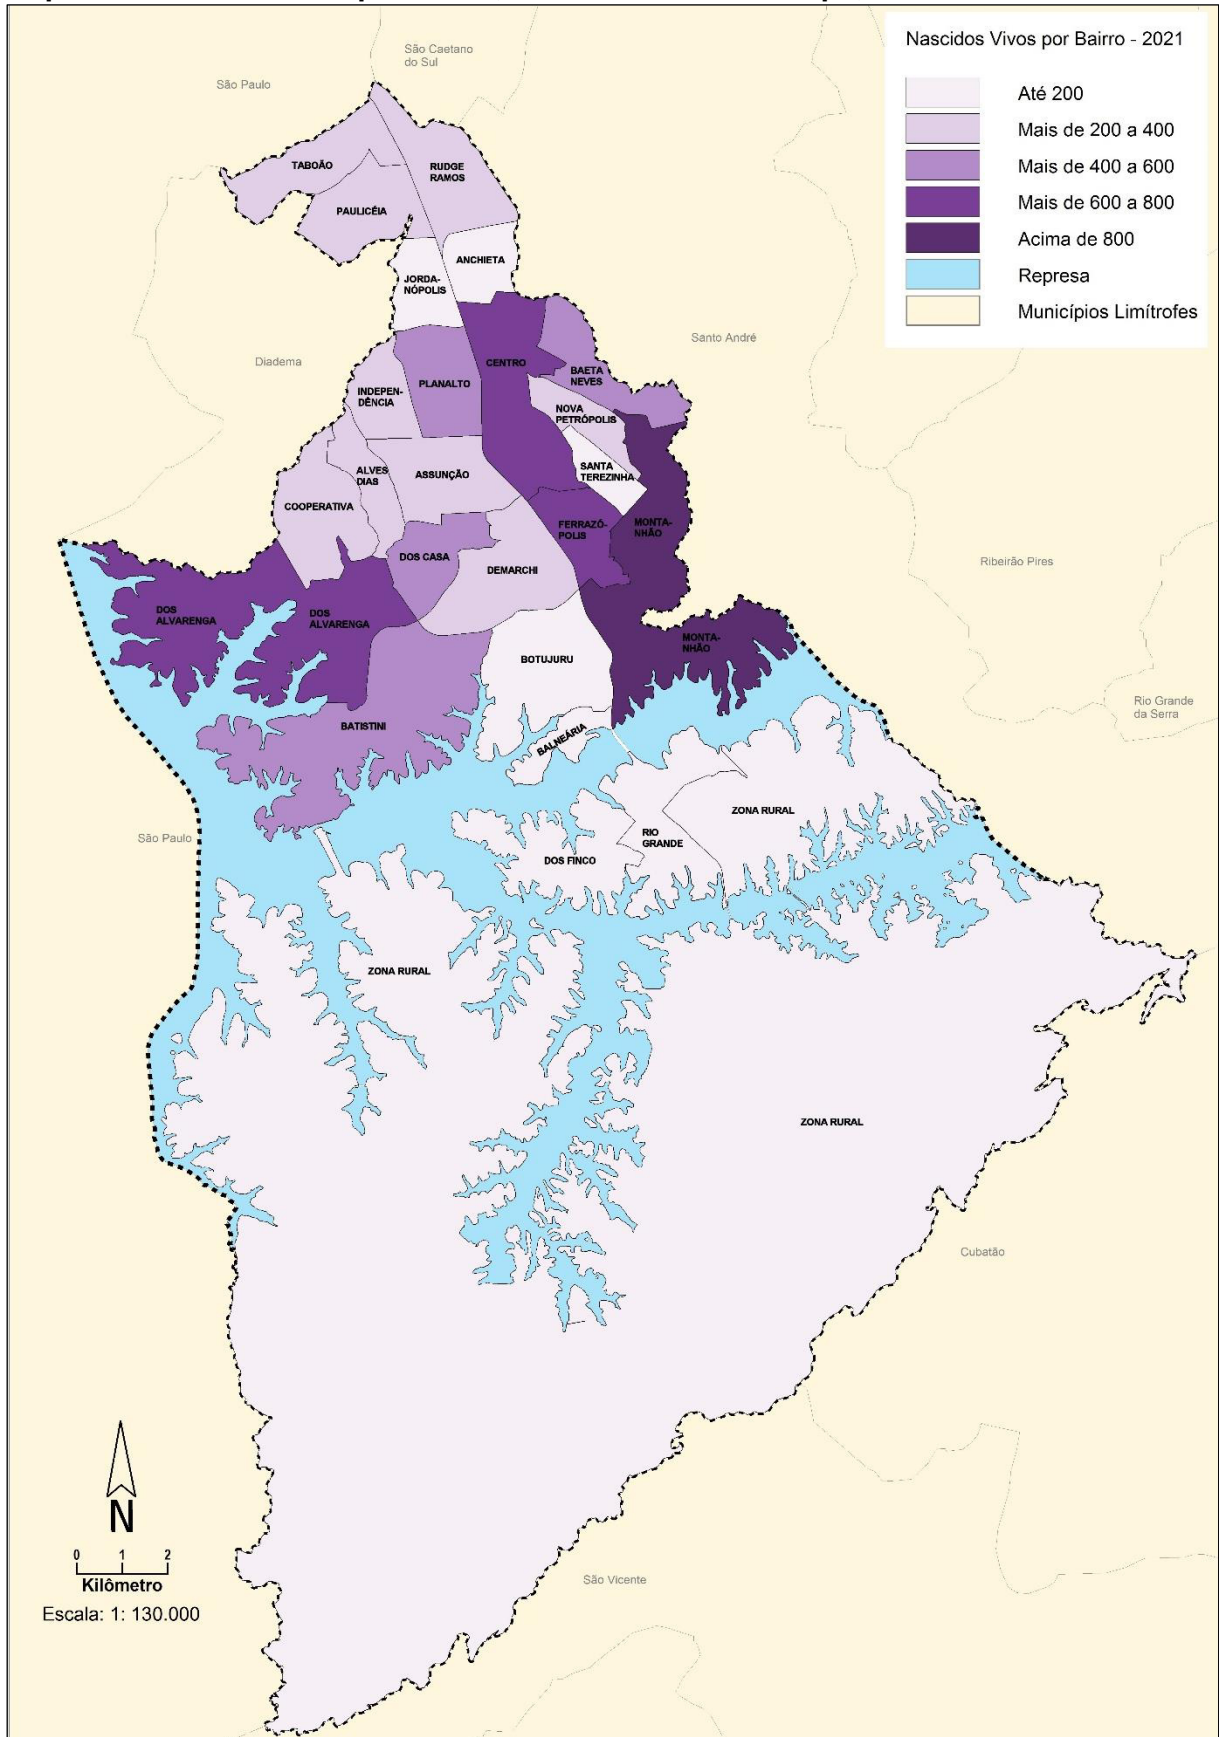 São Caetano
do Sul
São Paulo
Nascidos Vivos por Bairro - 2021
Até 200
Mais de 200 a 400
Mais de 400 a 600
Mais de 600 a 800
Acima de 800
Represa
Municípios Limítrofes
TABOÃO
RUDGE
RAMOS
PAULICÉIA
ANCHIETA
JORDA-
NÓPOLIS
Santo André
Diadema
CENTRO
BAETA
NEVES
PLANALTO
INDEPEN-
DÊNCIA
NOVA
PETRÓPOLIS
SANTA
TEREZINHA
ALVES
DIAS
ASSUNÇÃO
COOPERATIVA
FERRAZÓ-
POLIS
MONTA-
NHÃO
DOS CASA
DEMARCHI
Ribeirão Pires
DOS
ALVARENGA
DOS
ALVARENGA
MONTA-
NHÃO
BOTUJURU
Rio Grande
da Serra
BATISTINI
BALNEÁRIA
ZONA RURAL
São Paulo
RIO
GRANDE
DOS FINCO
ZONA RURAL
ZONA RURAL
Cubatão
N
0 1 2
Kilômetro
Escala: 1: 130.000
São Vicente